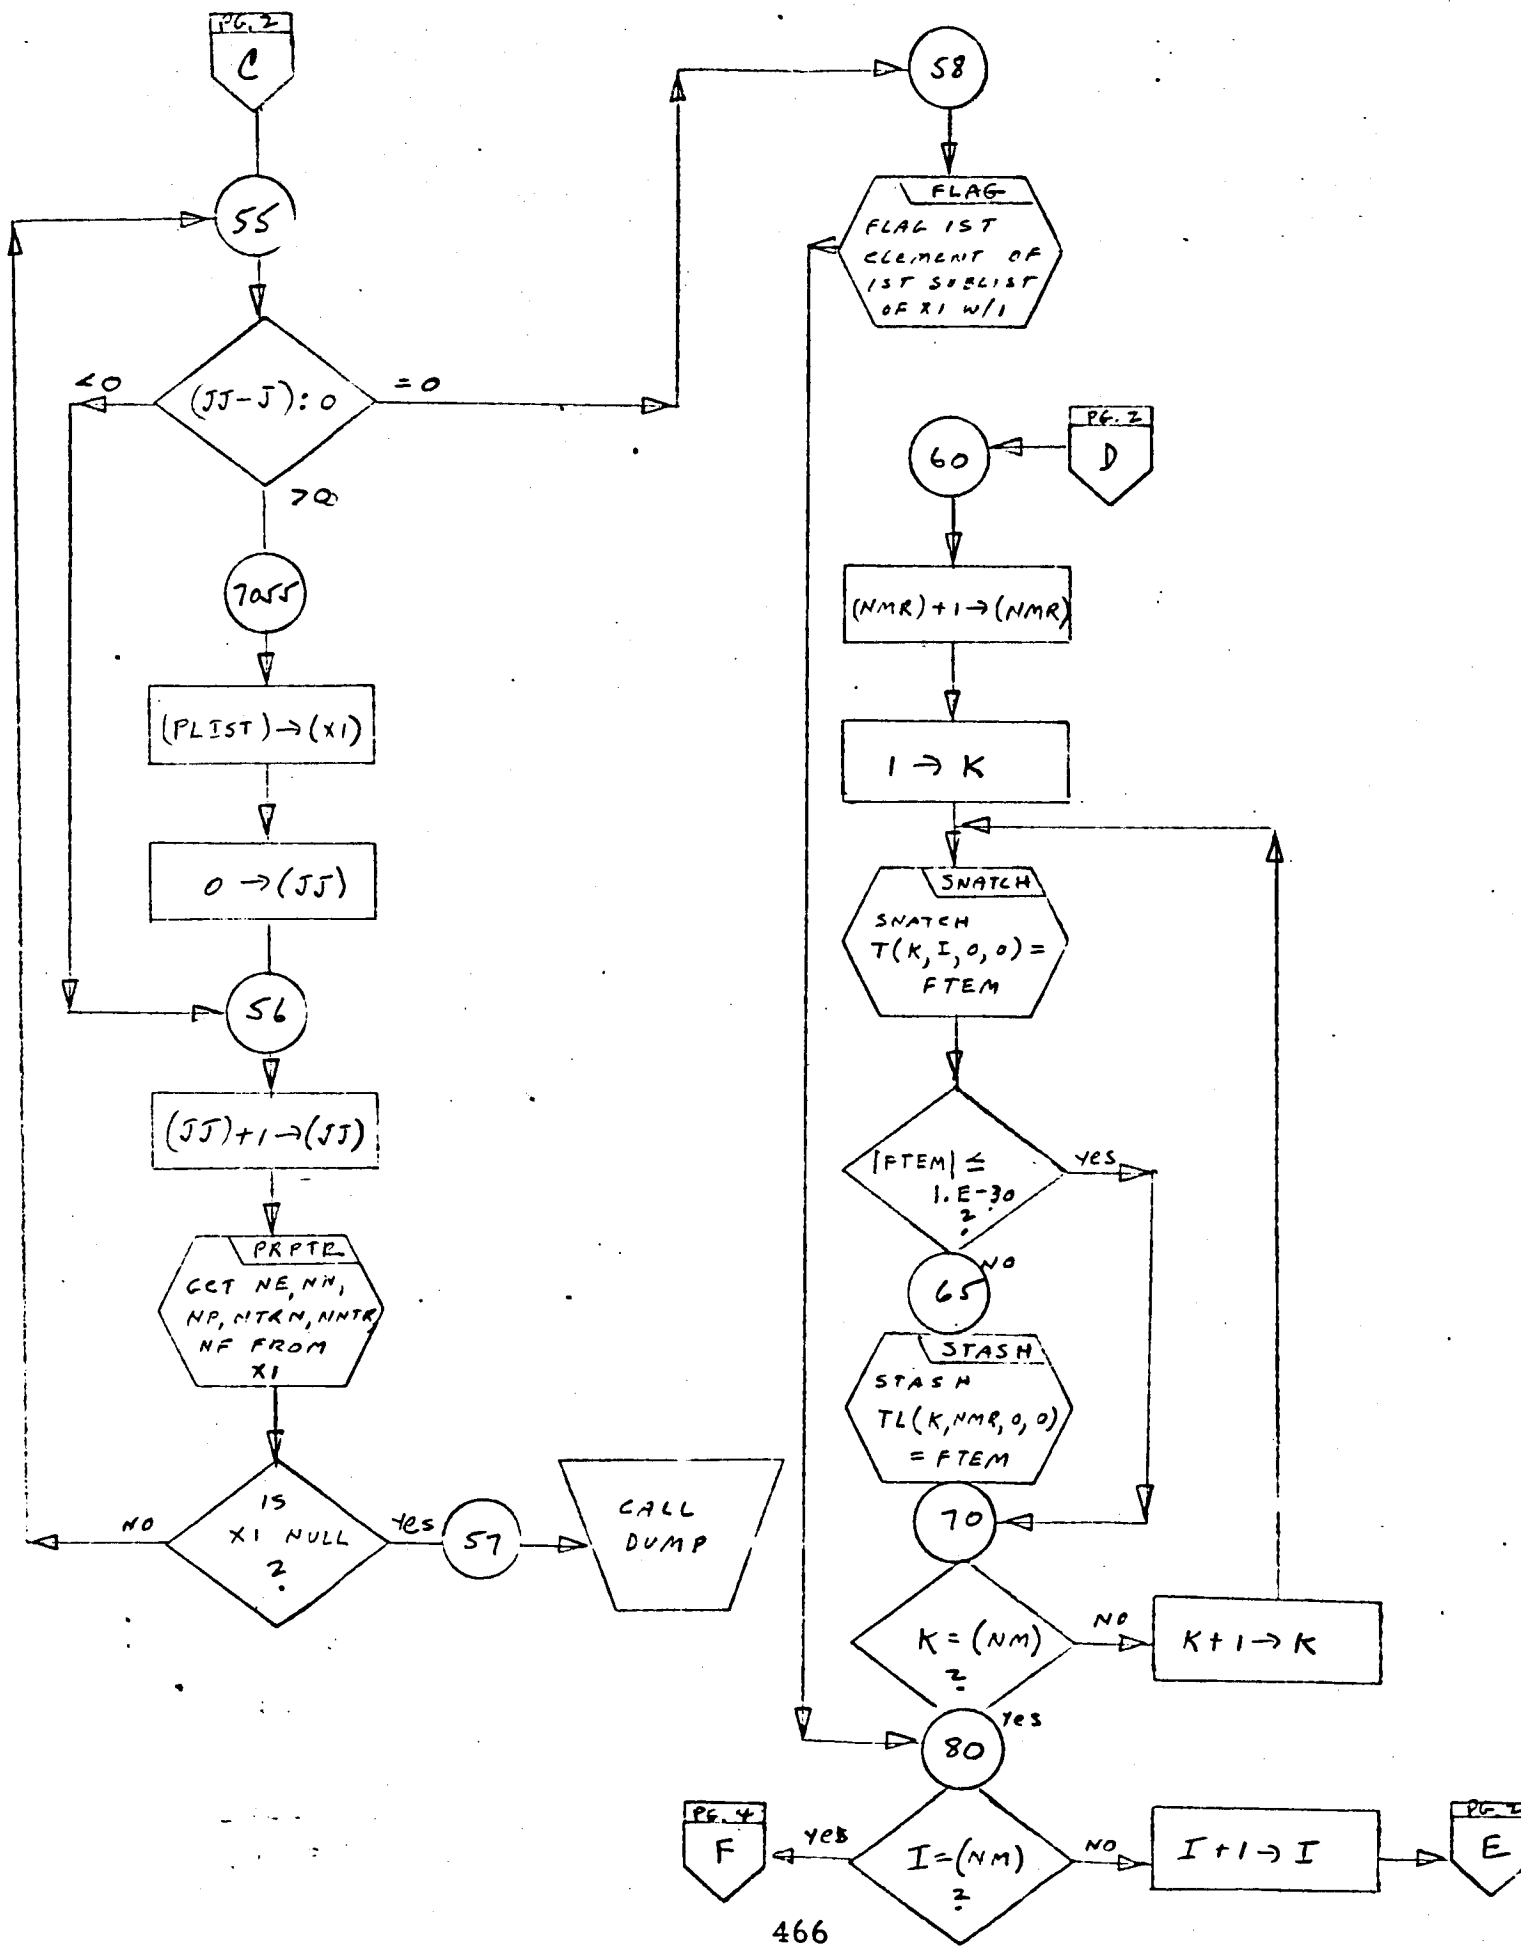 PG. 2
C
55
(JJ-J): 0
<0
=0
>0
7055
(PLIST)→(X1)
0→(JJ)
56
(JJ)+1→(JJ)
PRPTR
GET NE, NN,
NP, NTRN, NNTR,
NF FROM
X1
IS
X1 NULL
?
NO
yes
57
CALL
DUMP
58
FLAG
FLAG 1ST
ELEMENT OF
1ST SUBLIST
OF X1 W/1
60
PG. 2
D
(NMR)+1→(NMR)
1→K
SNATCH
SNATCH
T(K,I,0,0)=
FTEM
|FTEM| ≤
1.E-30
?
yes
NO
65
STASH
STASH
TL(K,NMR,0,0)
= FTEM
70
K=(NM)
?
NO
K+1→K
yes
80
I=(NM)
?
yes
PG. 4
F
NO
I+1→I
PG. 2
E
466